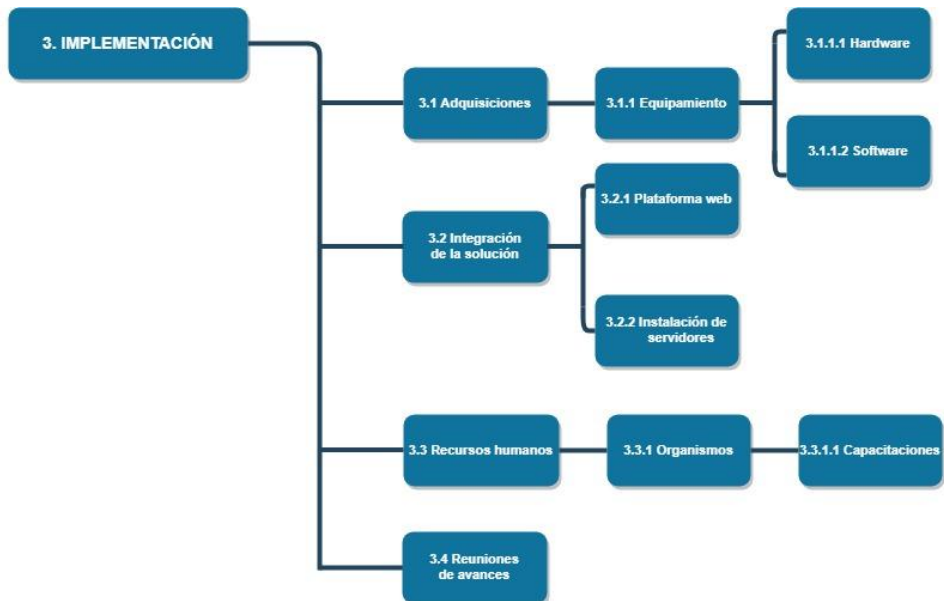 3. IMPLEMENTACIÓN
3.1 Adquisiciones
3.1.1 Equipamiento
3.1.1.1 Hardware
3.1.1.2 Software
3.2 Integración
de la solución
3.2.1 Plataforma web
3.2.2 Instalación de
servidores
3.3 Recursos humanos
3.3.1 Organismos
3.3.1.1 Capacitaciones
3.4 Reuniones
de avances